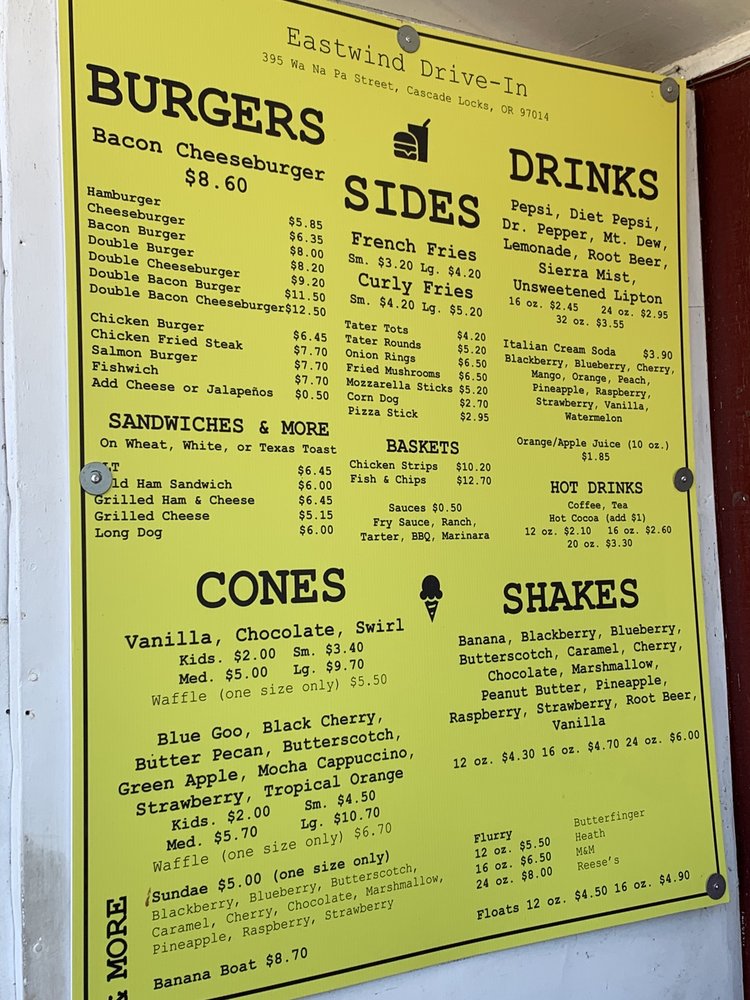 Eastwind Drive-In
395 Wa Na Pa Street, Cascade Locks, OR 97014
BURGERS
Bacon Cheeseburger
$8.60
Hamburger $5.85
Cheeseburger $6.35
Bacon Burger $8.00
Double Burger $8.20
Double Cheeseburger $9.20
Double Bacon Burger $11.50
Double Bacon Cheeseburger $12.50
Chicken Burger $6.45
Chicken Fried Steak $7.70
Salmon Burger $7.70
Fishwich $7.70
Add Cheese or Jalapeños $0.50
SANDWICHES & MORE
On Wheat, White, or Texas Toast
LT $6.45
ld Ham Sandwich $6.00
Grilled Ham & Cheese $6.45
Grilled Cheese $5.15
Long Dog $6.00
SIDES
French Fries
Sm. $3.20 Lg. $4.20
Curly Fries
Sm. $4.20 Lg. $5.20
Tater Tots $4.20
Tater Rounds $5.20
Onion Rings $6.50
Fried Mushrooms $6.50
Mozzarella Sticks $5.20
Corn Dog $2.70
Pizza Stick $2.95
BASKETS
Chicken Strips $10.20
Fish & Chips $12.70
Sauces $0.50
Fry Sauce, Ranch,
Tarter, BBQ, Marinara
DRINKS
Pepsi, Diet Pepsi,
Dr. Pepper, Mt. Dew,
Lemonade, Root Beer,
Sierra Mist,
Unsweetened Lipton
16 oz. $2.45 24 oz. $2.95
32 oz. $3.55
Italian Cream Soda $3.90
Blackberry, Blueberry, Cherry,
Mango, Orange, Peach,
Pineapple, Raspberry,
Strawberry, Vanilla,
Watermelon
Orange/Apple Juice (10 oz.)
$1.85
HOT DRINKS
Coffee, Tea
Hot Cocoa (add $1)
12 oz. $2.10 16 oz. $2.60
20 oz. $3.30
CONES
Vanilla, Chocolate, Swirl
Kids. $2.00 Sm. $3.40
Med. $5.00 Lg. $9.70
Waffle (one size only) $5.50
Blue Goo, Black Cherry,
Butter Pecan, Butterscotch,
Green Apple, Mocha Cappuccino,
Strawberry, Tropical Orange
Kids. $2.00 Sm. $4.50
Med. $5.70 Lg. $10.70
Waffle (one size only) $6.70
& MORE
Sundae $5.00 (one size only)
Blackberry, Blueberry, Butterscotch,
Caramel, Cherry, Chocolate, Marshmallow,
Pineapple, Raspberry, Strawberry
Banana Boat $8.70
SHAKES
Banana, Blackberry, Blueberry,
Butterscotch, Caramel, Cherry,
Chocolate, Marshmallow,
Peanut Butter, Pineapple,
Raspberry, Strawberry, Root Beer,
Vanilla
12 oz. $4.30 16 oz. $4.70 24 oz. $6.00
Flurry
12 oz. $5.50
16 oz. $6.50
24 oz. $8.00
Butterfinger
Heath
M&M
Reese's
Floats 12 oz. $4.50 16 oz. $4.90